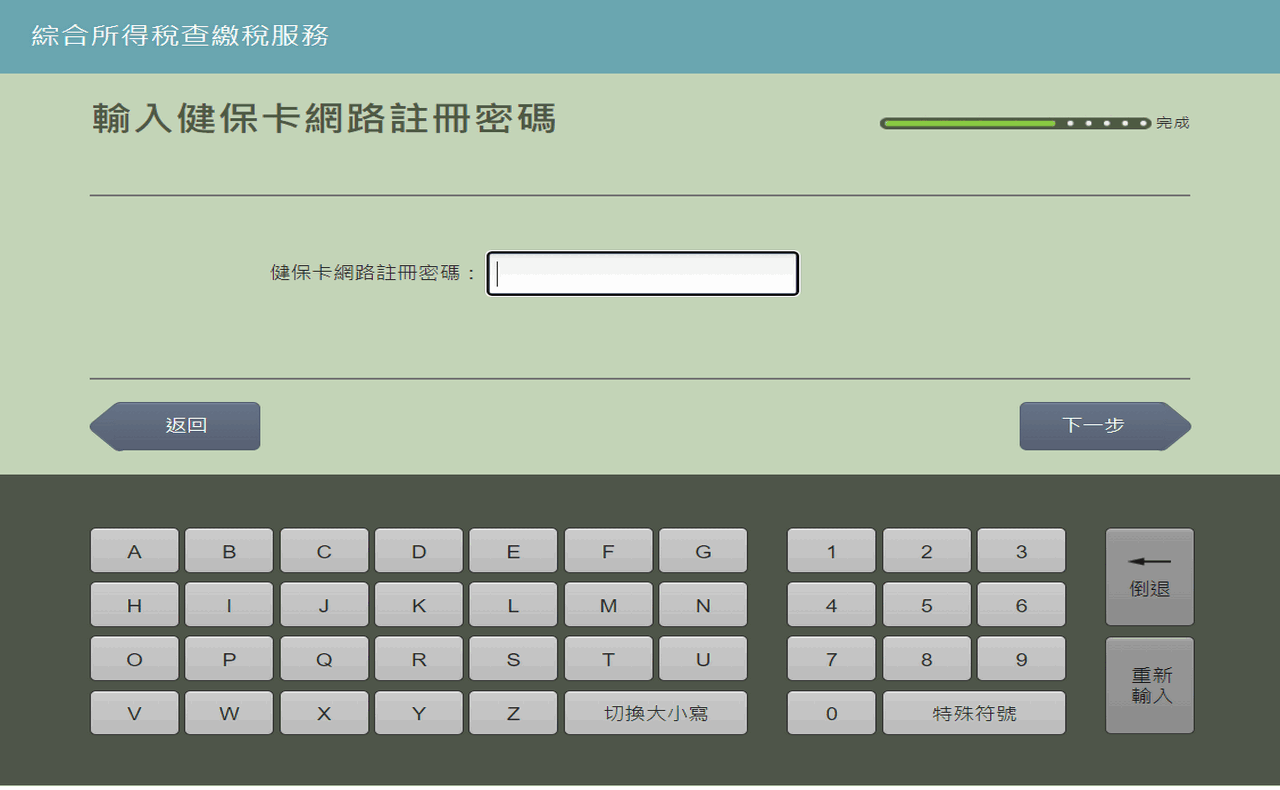 綜合所得稅查繳稅服務
輸入健保卡網路註冊密碼
完成
健保卡網路註冊密碼：
返回
下一步
A B C D E F G 1 2 3
倒退
H I J K L M N 4 5 6
O P Q R S T U 7 8 9
重新
輸入
V W X Y Z 切換大小寫 0 特殊符號